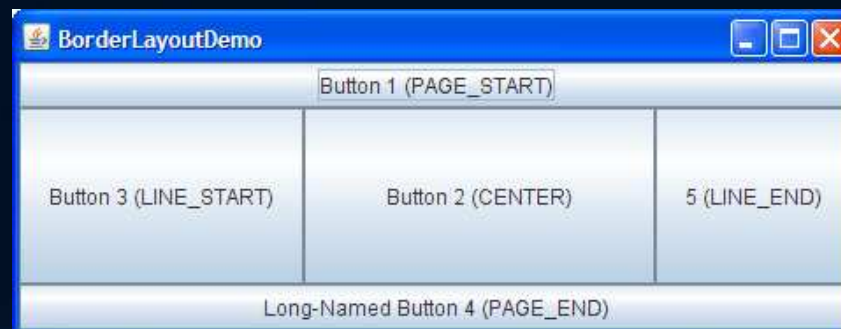 BorderLayoutDemo
Button 1 (PAGE_START)
Button 3 (LINE_START) Button 2 (CENTER) 5 (LINE_END)
Long-Named Button 4 (PAGE_END)